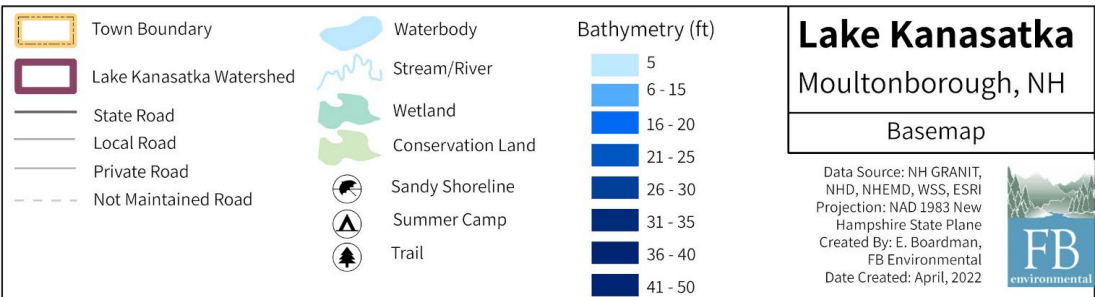 Town Boundary
Lake Kanasatka Watershed
State Road
Local Road
Private Road
Not Maintained Road
Waterbody
Stream/River
Wetland
Conservation Land
Sandy Shoreline
Summer Camp
Trail
Bathymetry (ft)
5
6 - 15
16 - 20
21 - 25
26 - 30
31 - 35
36 - 40
41 - 50
Lake Kanasatka
Moultonborough, NH
Basemap
Data Source: NH GRANIT,
NHD, NHEMD, WSS, ESRI
Projection: NAD 1983 New
Hampshire State Plane
Created By: E. Boardman,
FB Environmental
Date Created: April, 2022
FB
environmental